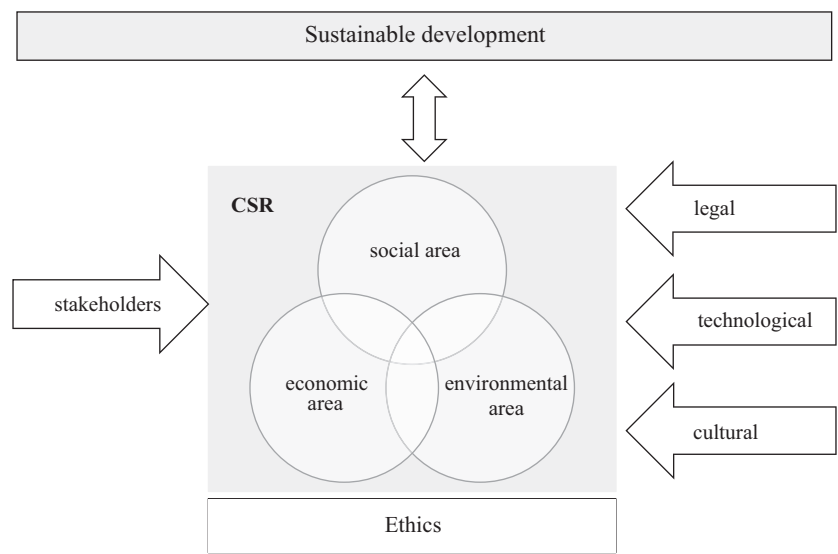 Sustainable development
CSR
legal
social area
stakeholders
technological
economic
area
environmental
area
cultural
Ethics